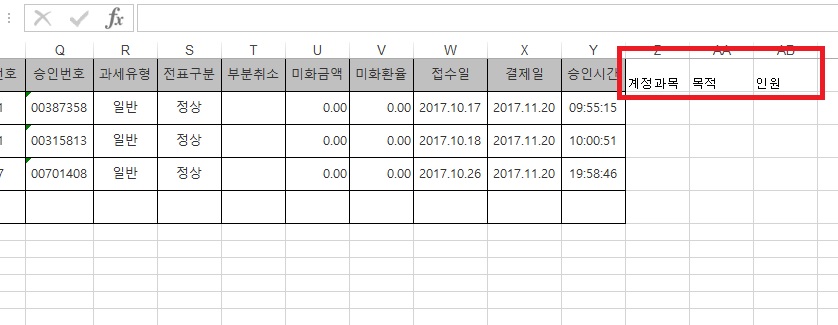 fx
Q R S T U V W X Y Z AA AB
번호 승인번호 과세유형 전표구분 부분취소 미화금액 미화환율 접수일 결제일 승인시간 계정과목 목적 인원
1 00387358 일반 정상 0.00 0.00 2017.10.17 2017.11.20 09:55:15
1 00315813 일반 정상 0.00 0.00 2017.10.18 2017.11.20 10:00:51
7 00701408 일반 정상 0.00 0.00 2017.10.26 2017.11.20 19:58:46